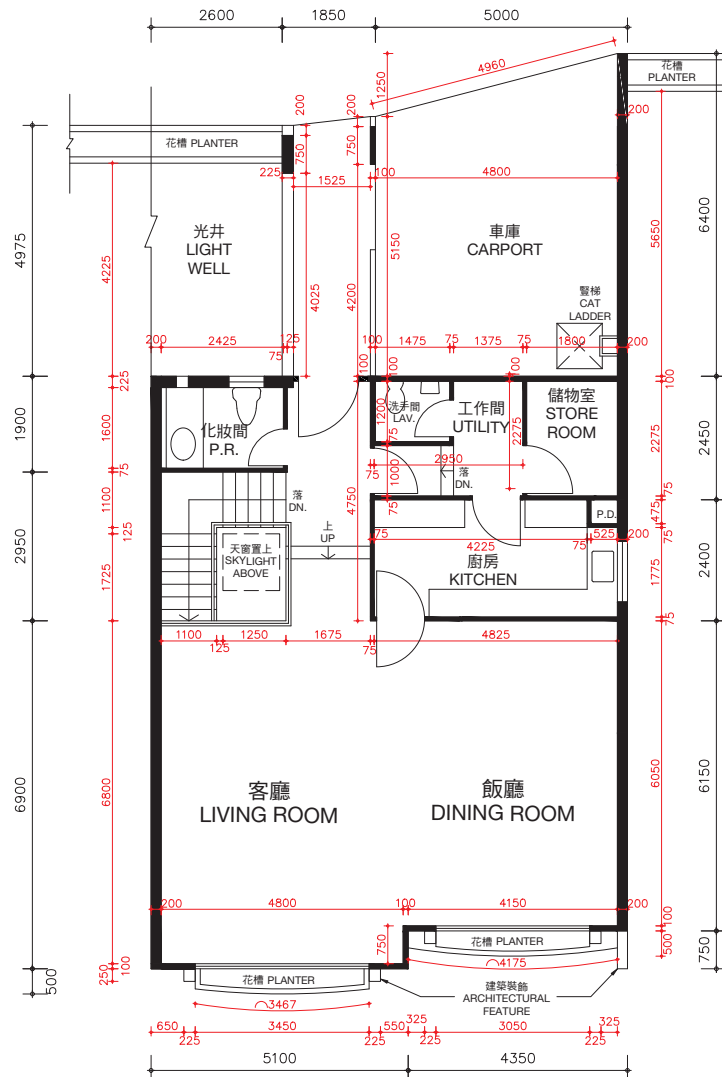 2600
1850
5000
4960
1250
花槽
PLANTER
200
200
200
花槽 PLANTER
750
750
225
100
1525
4800
光井
LIGHT
WELL
車庫
CARPORT
4975
4225
4025
4200
5150
5650
6400
豎梯
CAT
LADDER
200
2425
125
75
100
1475
75
1375
75
1800
200
225
100
100
100
100
化妝間
P.R.
洗手間
LAV.
工作間
UTILITY
儲物室
STORE
ROOM
1900
1600
1200
2275
2275
2450
75
75
2950
75
落
DN.
落
DN.
1100
1000
75
75
475
P.D.
4750
上
UP
125
天窗置上
SKYLIGHT
ABOVE
75
4225
75
525
200
75
廚房
KITCHEN
2950
1725
1775
2400
1100
125
1250
1675
75
4825
75
客廳
LIVING ROOM
飯廳
DINING ROOM
6900
6800
6050
6150
200
4800
100
4150
200
100
750
花槽 PLANTER
500
750
4175
100
250
500
花槽 PLANTER
建築裝飾
ARCHITECTURAL
FEATURE
3467
650
225
3450
225
550
325
225
3050
225
325
5100
4350